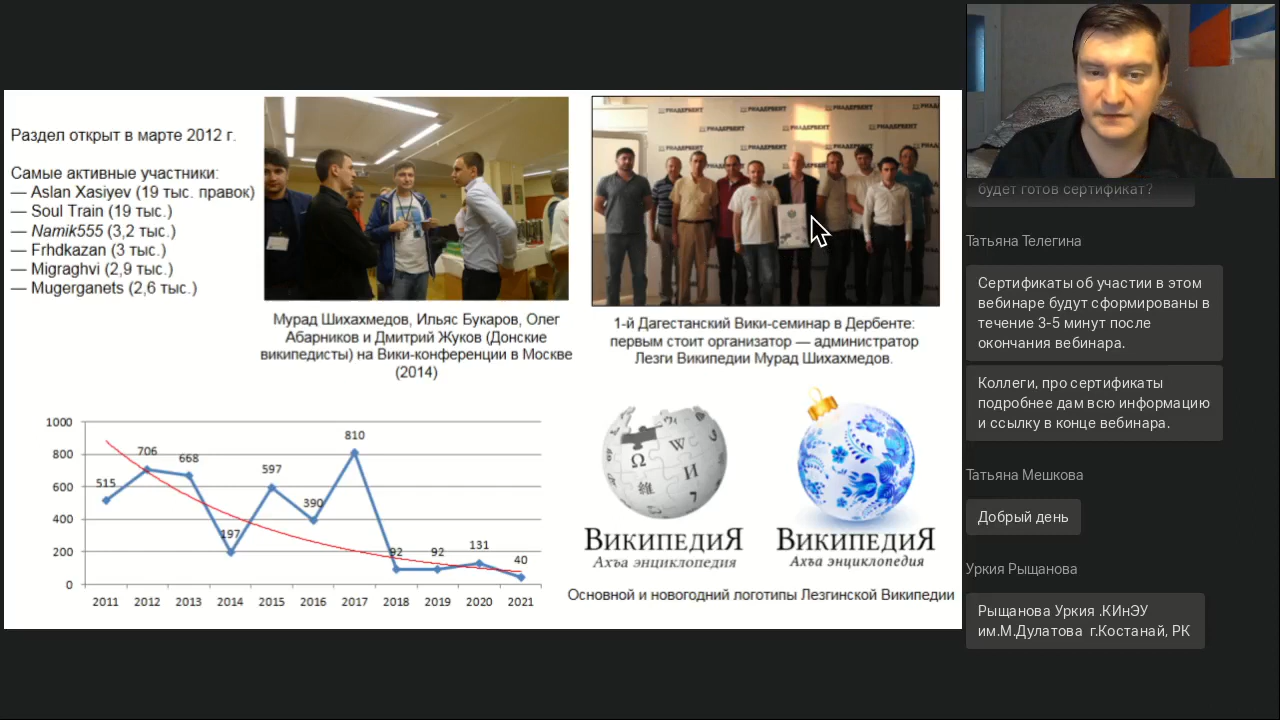 Раздел открыт в марте 2012 г.
Самые активные участники:
— Aslan Xasiyev (19 тыс. правок)
— Soul Train (19 тыс.)
— Namik555 (3,2 тыс.)
— Frhdkazan (3 тыс.)
— Migraghvi (2,9 тыс.)
— Mugerganets (2,6 тыс.)
Мурад Шихахмедов, Ильяс Букаров, Олег
Абарников и Дмитрий Жуков (Донские
википедисты) на Вики-конференции в Москве
(2014)
РИАДЕРБЕНТ
1-й Дагестанский Вики-семинар в Дербенте:
первым стоит организатор — администратор
Лезги Википедии Мурад Шихахмедов.
1000
800
600
400
200
0
515
706
668
197
597
390
810
92
92
131
40
2011 2012 2013 2014 2015 2016 2017 2018 2019 2020 2021
Ω W И
ВикипедиЯ
Ахъа энциклопедия
ВикипедиЯ
Ахъа энциклопедия
Основной и новогодний логотипы Лезгинской Википедии
будет готов сертификат?
Татьяна Телегина
Сертификаты об участии в этом
вебинаре будут сформированы в
течение 3-5 минут после
окончания вебинара.
Коллеги, про сертификаты
подробнее дам всю информацию
и ссылку в конце вебинара.
Татьяна Мешкова
Добрый день
Уркия Рыщанова
Рыщанова Уркия .КИнЭУ
им.М.Дулатова г.Костанай, РК